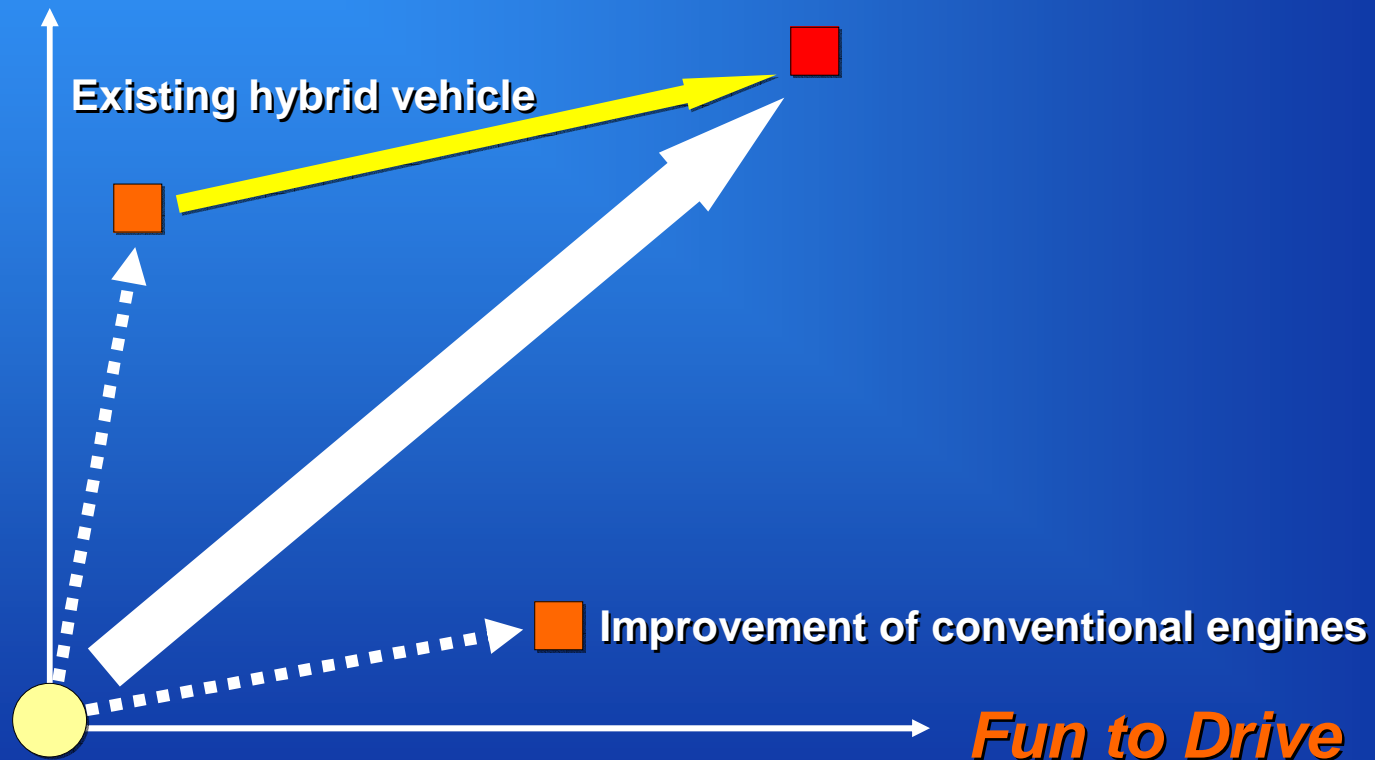 Existing hybrid vehicle
Improvement of conventional engines
Fun to Drive